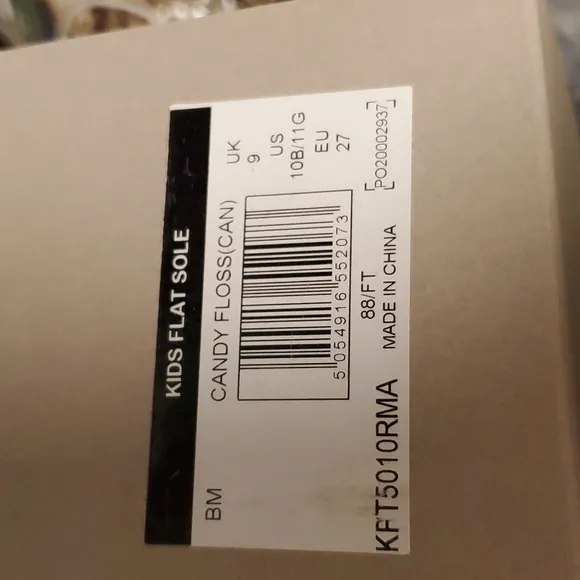 KIDS FLAT SOLE
BM
CANDY FLOSS(CAN)
UK
9
US
10B/11G
EU
27
5 054916 552073
88/FT
PO20002937
KFT5010RMA
MADE IN CHINA